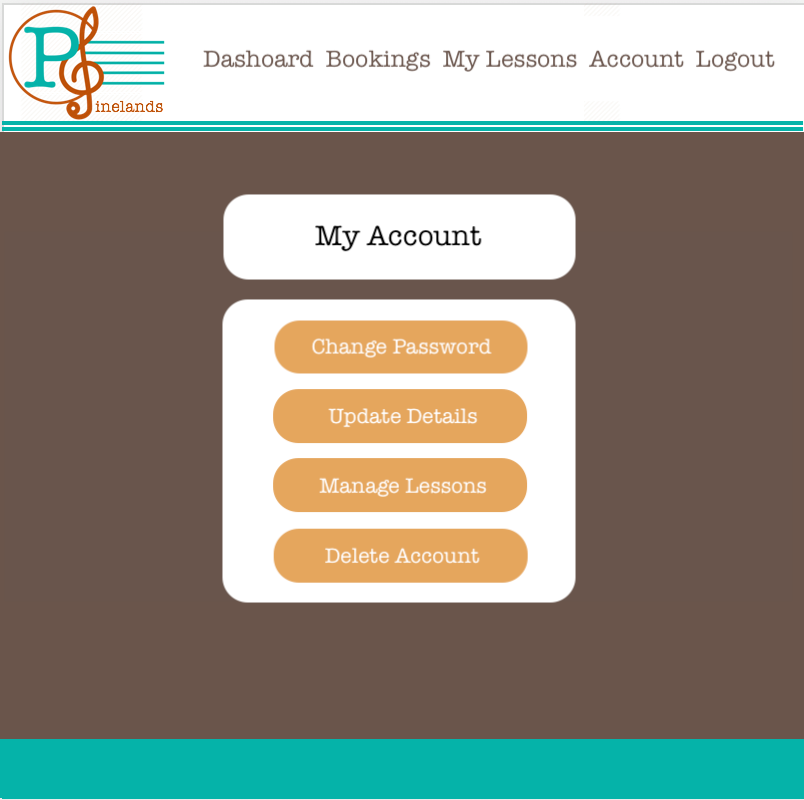 P
inelands
Dashoard Bookings My Lessons Account Logout
My Account
Change Password
Update Details
Manage Lessons
Delete Account